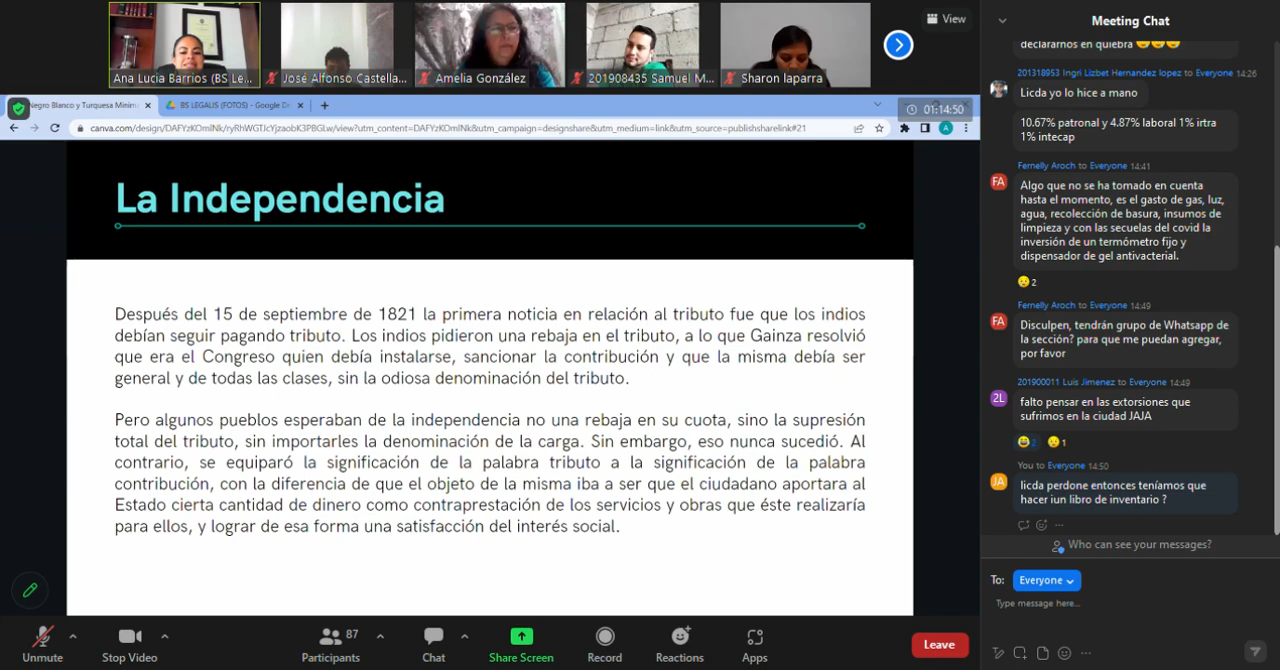 View
Ana Lucia Barrios (BS Le...
José Alfonso Castella...
Amelia González
201908435 Samuel M...
Sharon laparra
Negro Blanco y Turquesa Minim
BS LEGALIS (FOTOS) - Google Dr
01:14:50
canva.com/design/DAFYzKOmlNk/ryRhWGTJcYjzaobK3PBGLw/view?utm_content=DAFYzKOmlNk&utm_campaign=designshare&utm_medium=link&utm_source=publishsharelink#21
A
La Independencia
Después del 15 de septiembre de 1821 la primera noticia en relación al tributo fue que los indios
debían seguir pagando tributo. Los indios pidieron una rebaja en el tributo, a lo que Gainza resolvió
que era el Congreso quien debía instalarse, sancionar la contribución y que la misma debía ser
general y de todas las clases, sin la odiosa denominación del tributo.
Pero algunos pueblos esperaban de la independencia no una rebaja en su cuota, sino la supresión
total del tributo, sin importarles la denominación de la carga. Sin embargo, eso nunca sucedió. Al
contrario, se equiparó la significación de la palabra tributo a la significación de la palabra
contribución, con la diferencia de que el objeto de la misma iba a ser que el ciudadano aportara al
Estado cierta cantidad de dinero como contraprestación de los servicios y obras que éste realizaría
para ellos, y lograr de esa forma una satisfacción del interés social.
Unmute
Stop Video
87
Participants
Chat
Share Screen
Record
Reactions
Apps
Leave
Meeting Chat
declararnos en quiebra
201318953 Ingri Lizbet Hernandez lopez to Everyone 14:26
Licda yo lo hice a mano
10.67% patronal y 4.87% laboral 1% irtra
1% intecap
Fernelly Aroch to Everyone 14:41
FA
Algo que no se ha tomado en cuenta
hasta el momento, es el gasto de gas, luz,
agua, recolección de basura, insumos de
limpieza y con las secuelas del covid la
inversión de un termómetro fijo y
dispensador de gel antivacterial.
2
Fernelly Aroch to Everyone 14:49
FA
Disculpen, tendrán grupo de Whatsapp de
la sección? para que me puedan agregar,
por favor
201900011 Luis Jimenez to Everyone 14:49
2L
falto pensar en las extorsiones que
sufrimos en la ciudad JAJA
1
You to Everyone 14:50
JA
licda perdone entonces teníamos que
hacer iun libro de inventario ?
Who can see your messages?
To: Everyone
Type message here...